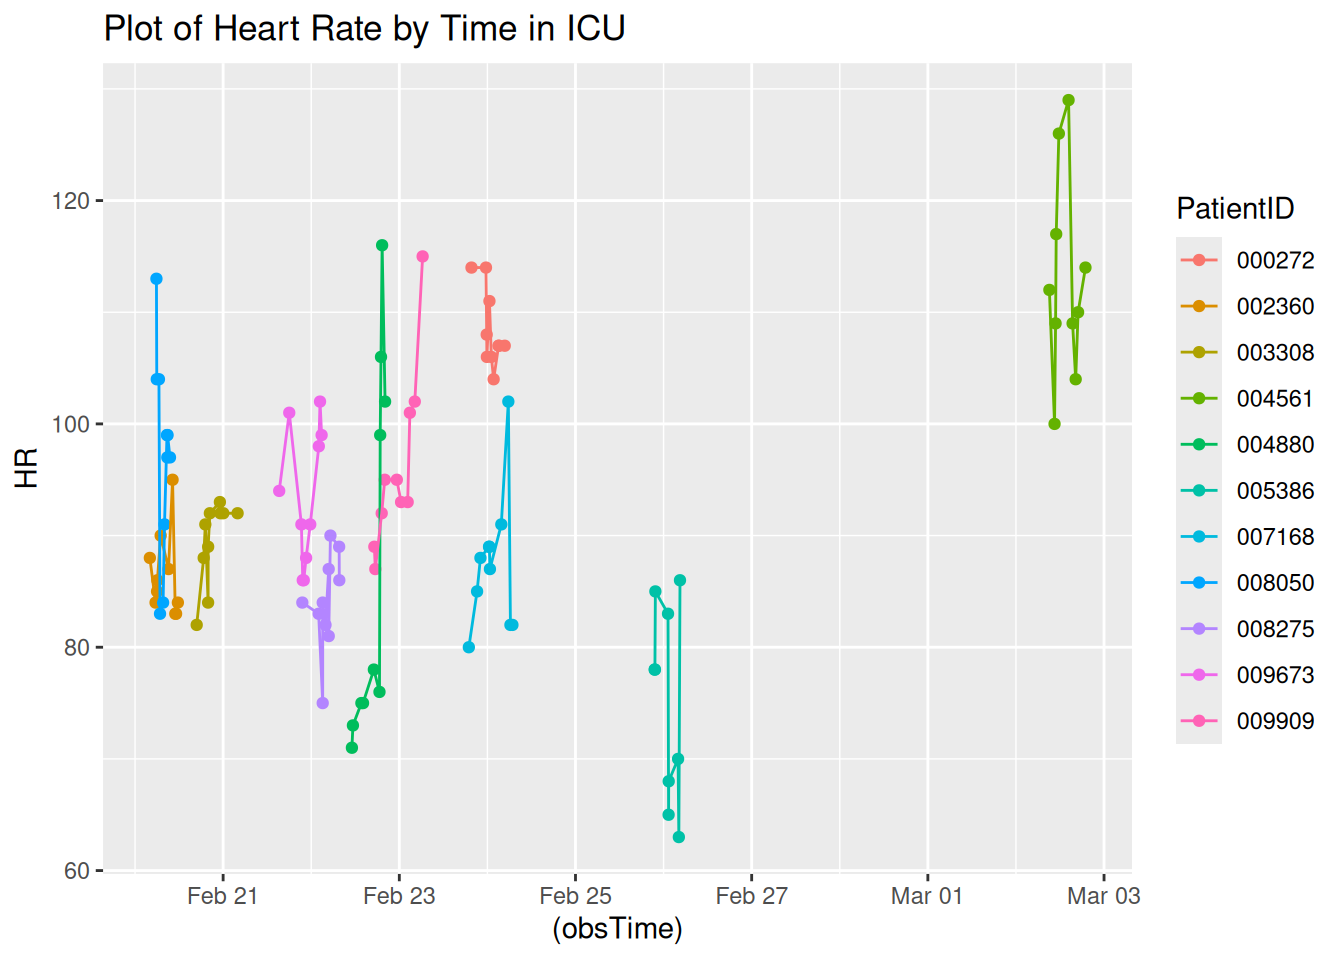 Plot of Heart Rate by Time in ICU
HR
120
100
80
60
Feb 21
Feb 23
Feb 25
Feb 27
Mar 01
Mar 03
(obsTime)
PatientID
000272
002360
003308
004561
004880
005386
007168
008050
008275
009673
009909